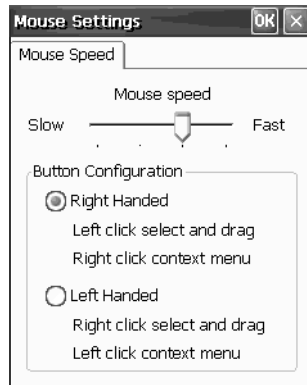 Mouse Settings OK ×
Mouse Speed
Mouse speed
Slow Fast
Button Configuration
Right Handed
Left click select and drag
Right click context menu
Left Handed
Right click select and drag
Left click context menu